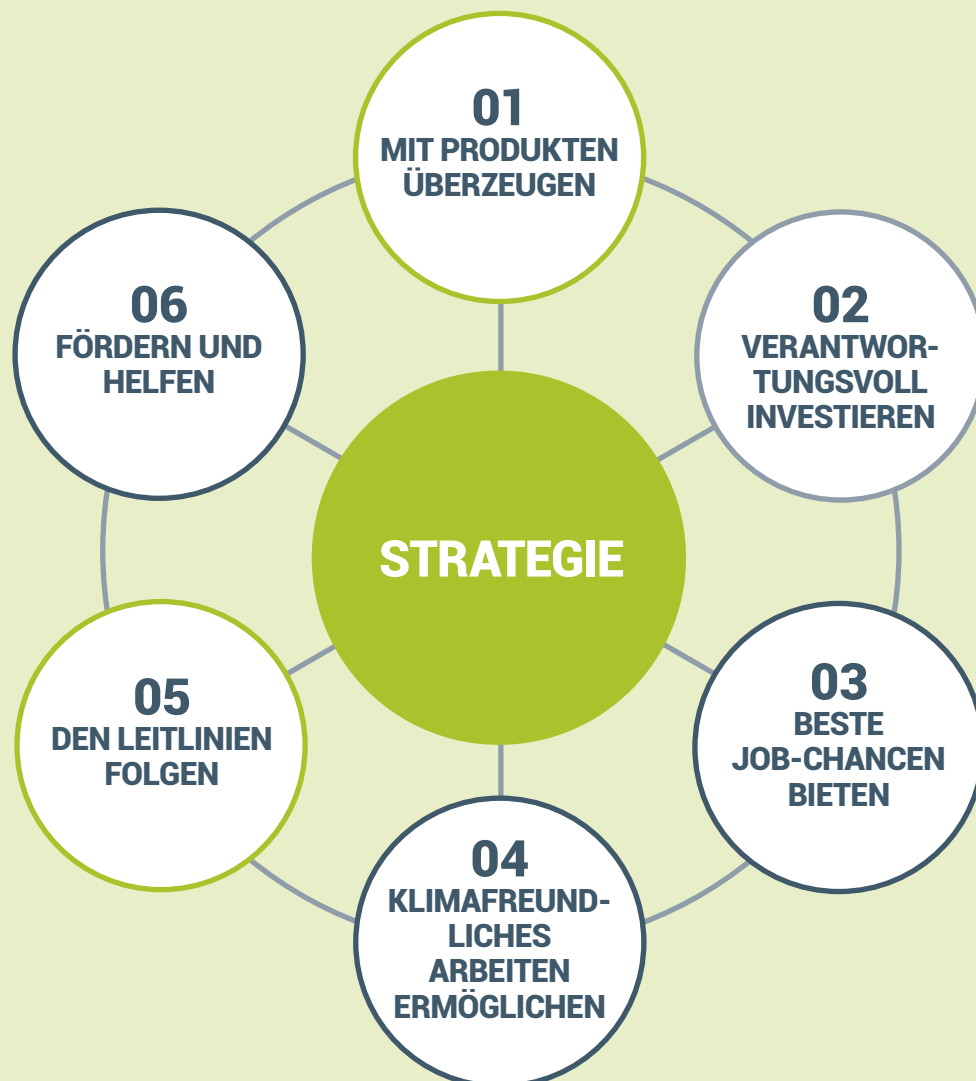 01
MIT PRODUKTEN
ÜBERZEUGEN
02
VERANTWOR-
TUNGSVOLL
INVESTIEREN
03
BESTE
JOB-CHANCEN
BIETEN
04
KLIMAFREUND-
LICHES
ARBEITEN
ERMÖGLICHEN
05
DEN LEITLINIEN
FOLGEN
06
FÖRDERN UND
HELFEN
STRATEGIE